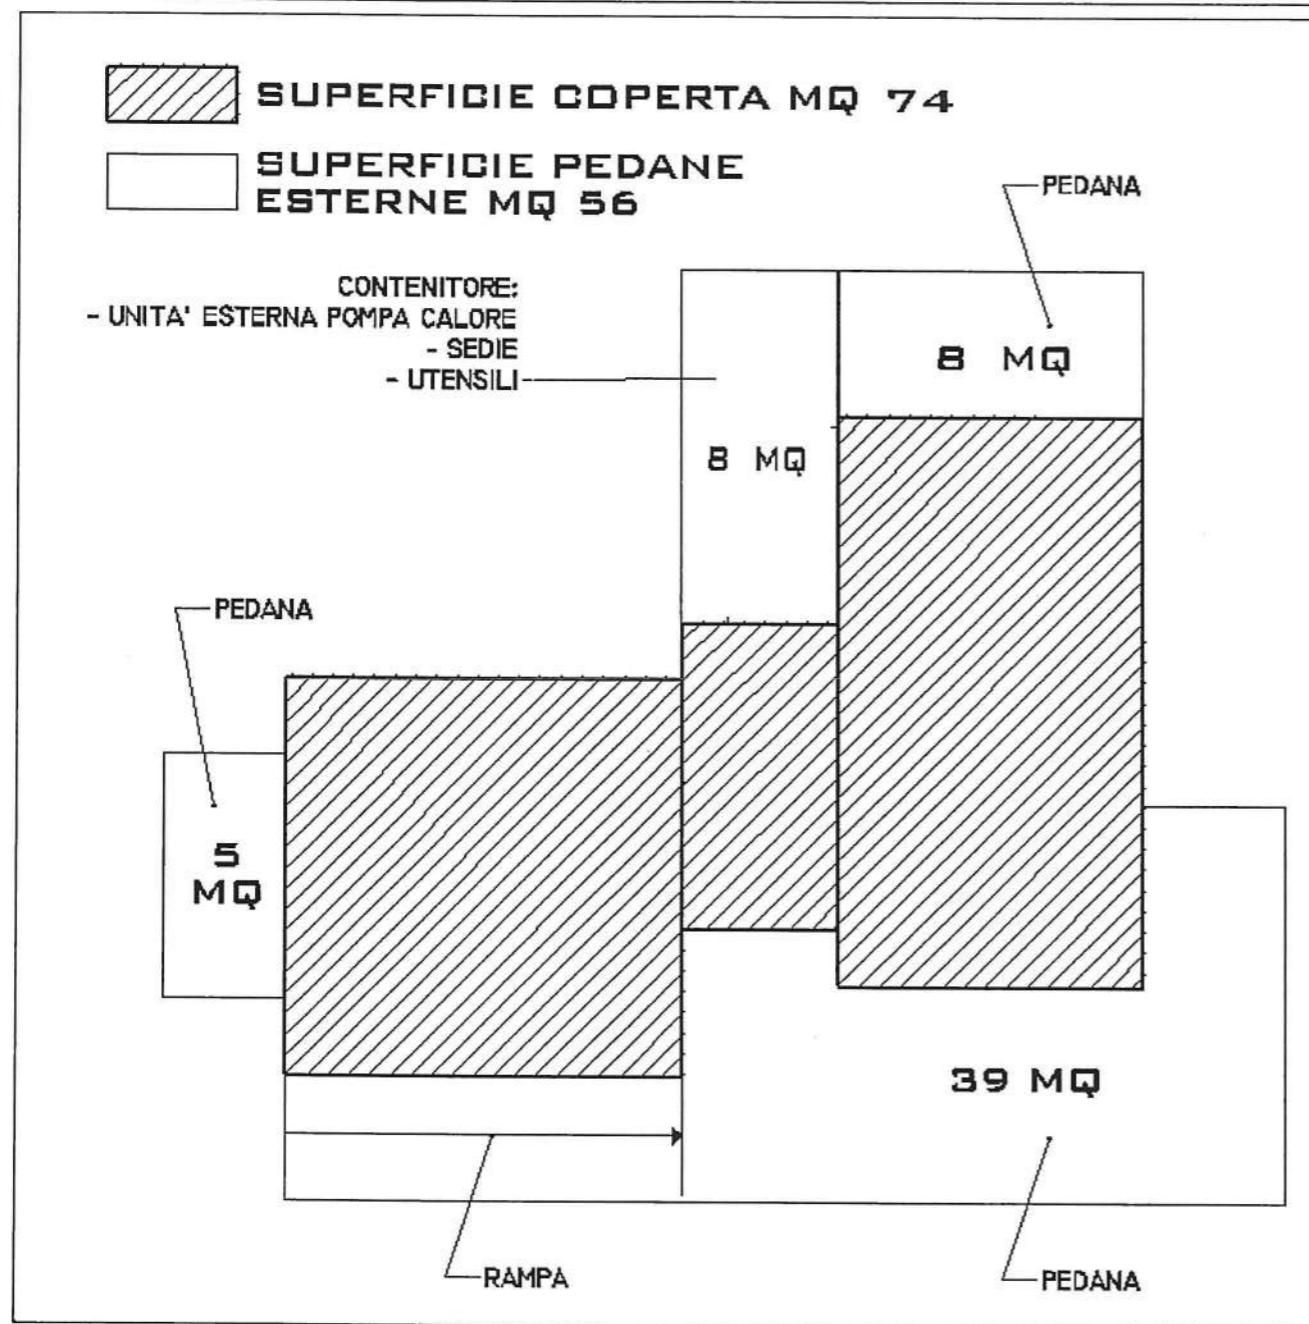 SUPERFICIE COPERTA MQ 74
SUPERFICIE PEDANE
ESTERNE MQ 56
PEDANA
CONTENITORE:
- UNITA' ESTERNA POMPA CALORE
- SEDIE
- UTENSILI
8 MQ
8 MQ
PEDANA
5
MQ
39 MQ
RAMPA
PEDANA